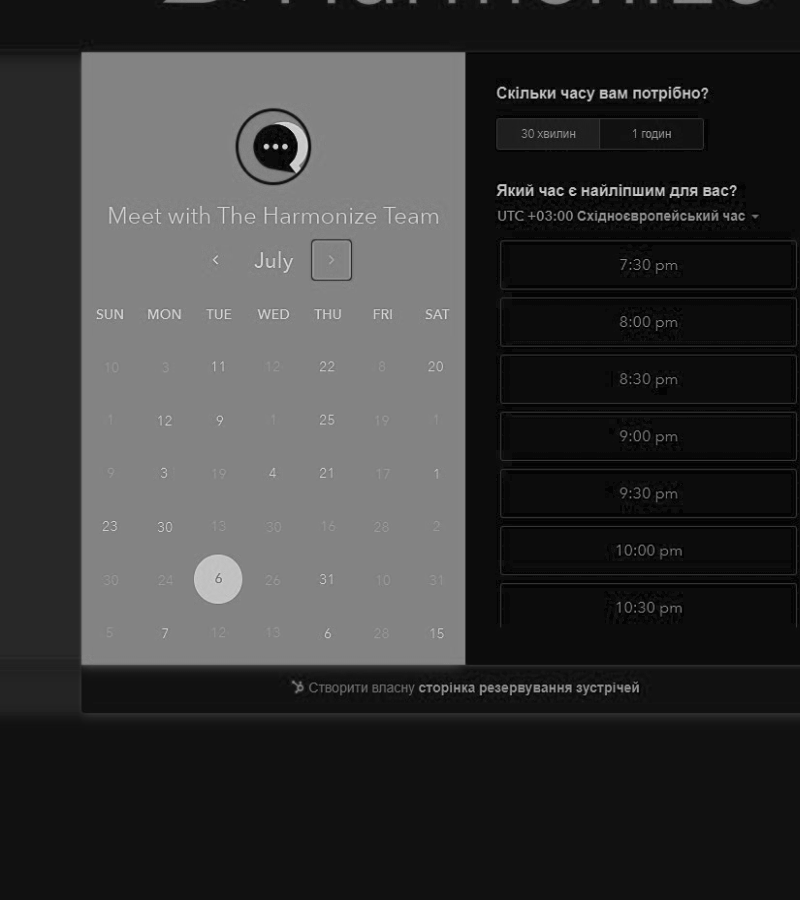 Meet with The Harmonize Team
July
SUN MON TUE WED THU FRI SAT
10 3 11 12 22 8 20
1 12 9 1 25 19 1
9 3 19 4 21 17 1
23 30 13 30 16 28 2
30 24 6 26 31 10 31
5 7 12 13 6 28 15
Скільки часу вам потрібно?
30 хвилин 1 годин
Який час є найліпшим для вас?
UTC +03:00 Східноєвропейський час
7:30 pm
8:00 pm
8:30 pm
9:00 pm
9:30 pm
10:00 pm
10:30 pm
Створити власну сторінка резервування зустрічей